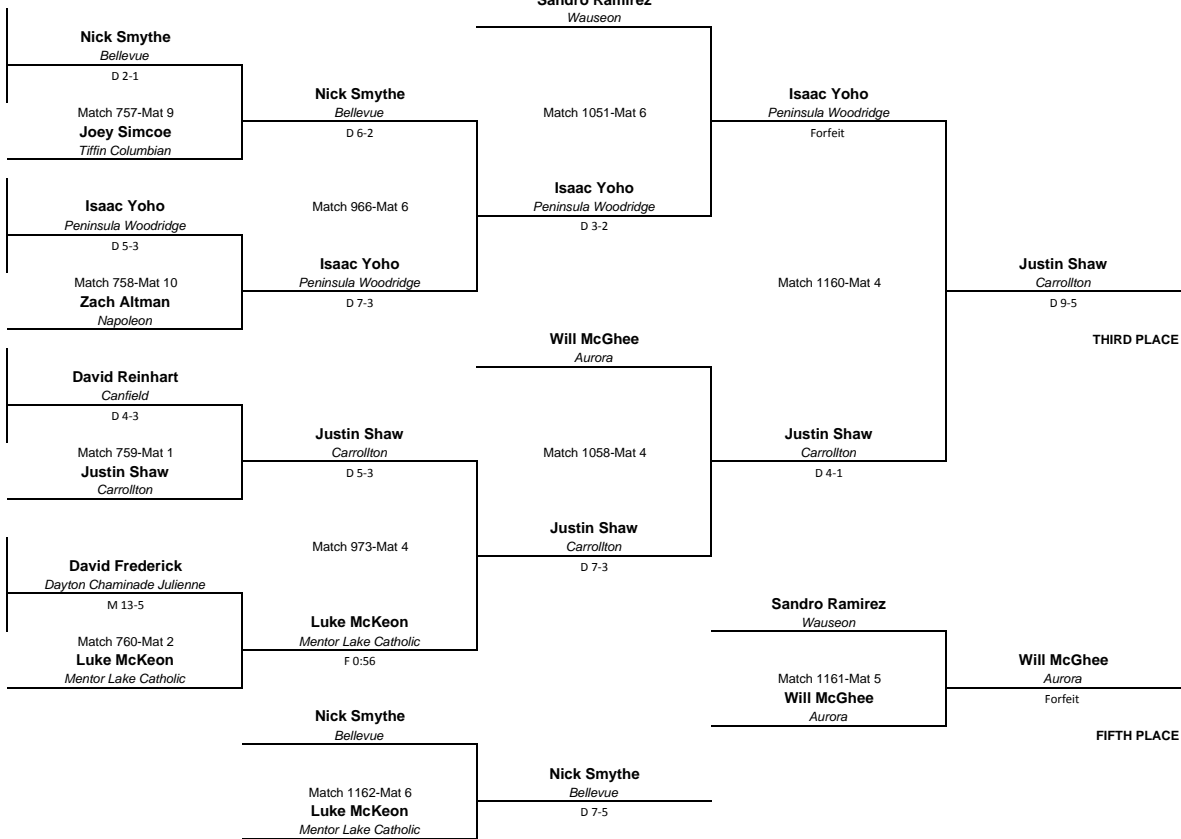 Sandro Ramirez
Wauseon
Nick Smythe
Bellevue
D 2-1
Match 757-Mat 9
Joey Simcoe
Tiffin Columbian
Nick Smythe
Bellevue
D 6-2
Match 1051-Mat 6
Isaac Yoho
Peninsula Woodridge
Forfeit
Isaac Yoho
Peninsula Woodridge
D 5-3
Match 758-Mat 10
Zach Altman
Napoleon
Match 966-Mat 6
Isaac Yoho
Peninsula Woodridge
D 7-3
Isaac Yoho
Peninsula Woodridge
D 3-2
Match 1160-Mat 4
Justin Shaw
Carrollton
D 9-5
THIRD PLACE
Will McGhee
Aurora
David Reinhart
Canfield
D 4-3
Match 759-Mat 1
Justin Shaw
Carrollton
Justin Shaw
Carrollton
D 5-3
Match 1058-Mat 4
Justin Shaw
Carrollton
D 4-1
Match 973-Mat 4
Justin Shaw
Carrollton
D 7-3
David Frederick
Dayton Chaminade Julienne
M 13-5
Match 760-Mat 2
Luke McKeon
Mentor Lake Catholic
Luke McKeon
Mentor Lake Catholic
F 0:56
Sandro Ramirez
Wauseon
Match 1161-Mat 5
Will McGhee
Aurora
Will McGhee
Aurora
Forfeit
FIFTH PLACE
Nick Smythe
Bellevue
Match 1162-Mat 6
Luke McKeon
Mentor Lake Catholic
Nick Smythe
Bellevue
D 7-5